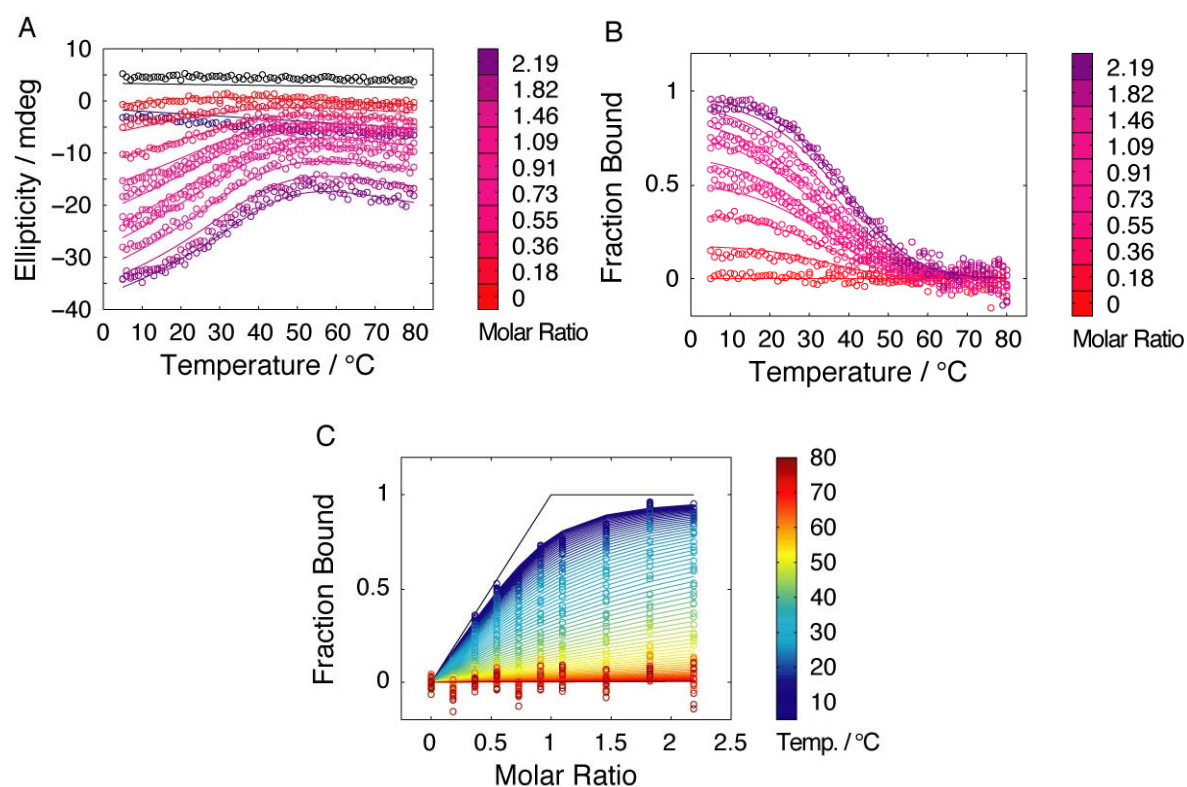 A
Ellipticity / mdeg
10
0
−10
−20
−30
−40
0 10 20 30 40 50 60 70 80
Temperature / °C
2.19
1.82
1.46
1.09
0.91
0.73
0.55
0.36
0.18
0
Molar Ratio
B
Fraction Bound
1
0.5
0
0 10 20 30 40 50 60 70 80
Temperature / °C
2.19
1.82
1.46
1.09
0.91
0.73
0.55
0.36
0.18
0
Molar Ratio
C
Fraction Bound
1
0.5
0
0 0.5 1 1.5 2 2.5
Molar Ratio
80
70
60
50
40
30
20
10
Temp. / °C